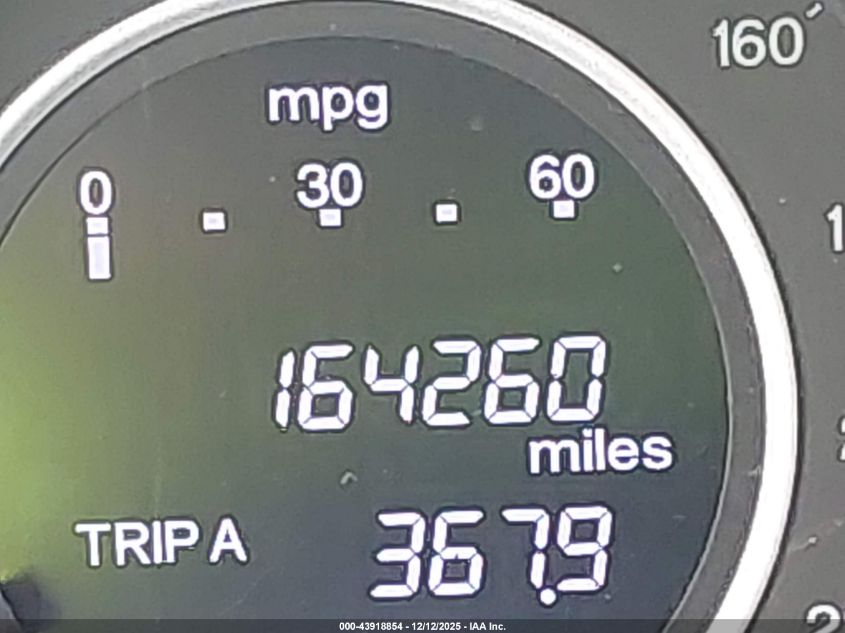 160
mpg
0 30 60
164260
miles
TRIP A 367.9
000-43918854 - 12/12/2025 - IAA Inc.